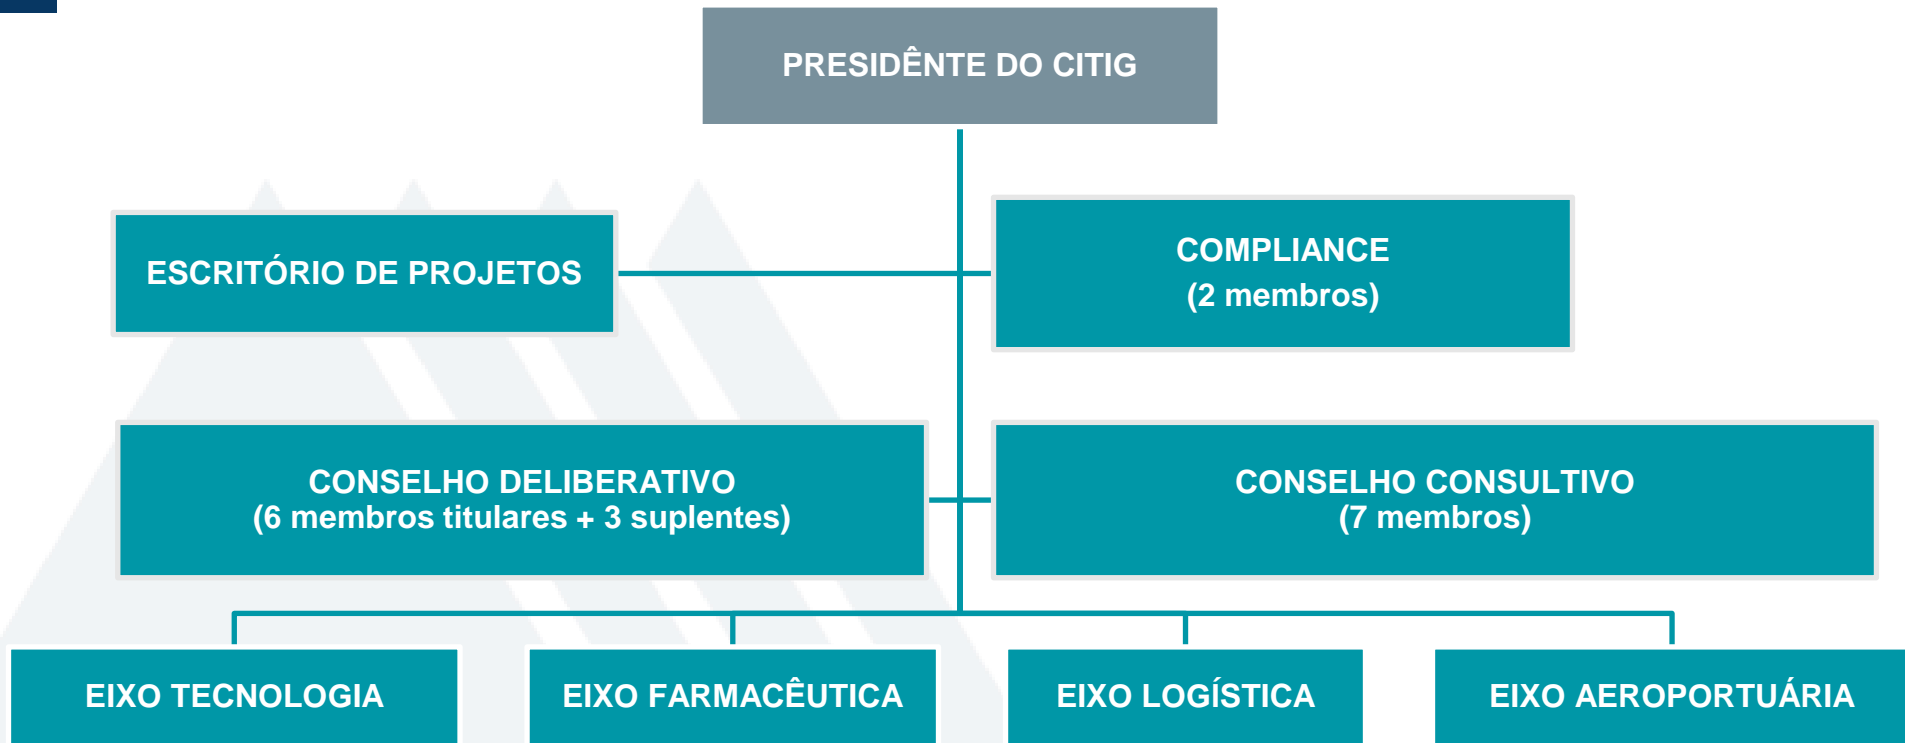 PRESIDÊNTE DO CITIG
ESCRITÓRIO DE PROJETOS
COMPLIANCE
(2 membros)
CONSELHO DELIBERATIVO
(6 membros titulares + 3 suplentes)
CONSELHO CONSULTIVO
(7 membros)
EIXO TECNOLOGIA
EIXO FARMACÊUTICA
EIXO LOGÍSTICA
EIXO AEROPORTUÁRIA